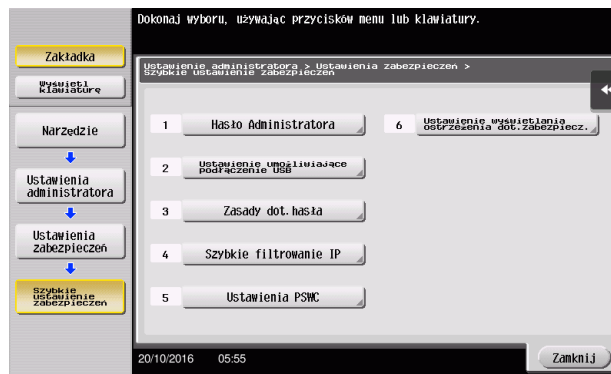 Dokonaj wyboru, używając przycisków menu lub klawiatury.
Zakładka
Wyświetl
klawiaturę
Ustawienie administratora > Ustawienia zabezpieczeń >
Szybkie ustawienie zabezpieczeń
Narzędzie
Ustawienia
administratora
Ustawienia
zabezpieczeń
Szybkie
ustawienie
zabezpieczeń
1 Hasło Administratora
2 Ustawienie umożliwiające
podłączenie USB
3 Zasady dot.hasła
4 Szybkie filtrowanie IP
5 Ustawienia PSWC
6 Ustawienie wyświetlania
ostrzeżenia dot.zabezpiecz.
20/10/2016 05:55
Zamknij